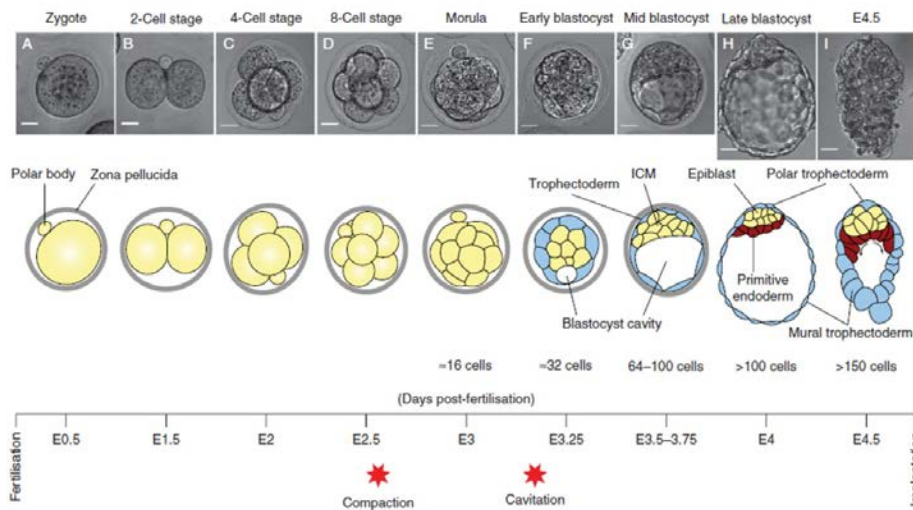 Zygote 2-Cell stage 4-Cell stage 8-Cell stage Morula Early blastocyst Mid blastocyst Late blastocyst E4.5
A B C D E F G H I
Polar body Zona pellucida Trophectoderm ICM Epiblast Polar trophectoderm
Primitive
endoderm
Blastocyst cavity Mural trophectoderm
≈16 cells ≈32 cells 64–100 cells >100 cells >150 cells
(Days post-fertilisation)
Fertilisation E0.5 E1.5 E2 E2.5 E3 E3.25 E3.5–3.75 E4 E4.5
Compaction Cavitation